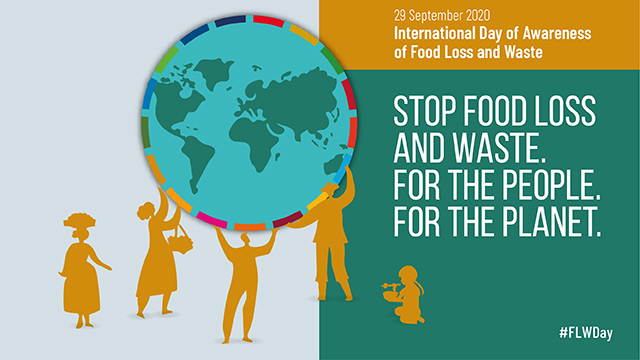 29 September 2020
International Day of Awareness
of Food Loss and Waste
STOP FOOD LOSS
AND WASTE.
FOR THE PEOPLE.
FOR THE PLANET.
#FLWDay